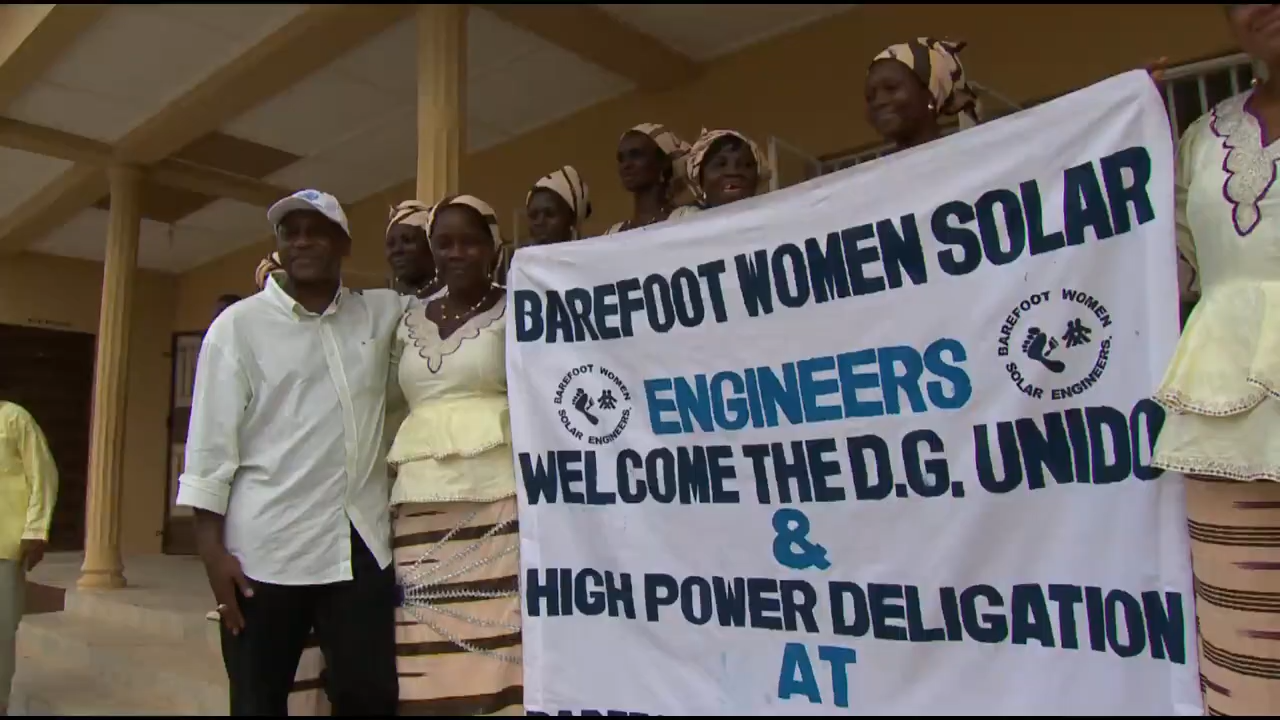 BAREFOOT WOMEN SOLAR
ENGINEERS
BAREFOOT WOMEN
SOLAR ENGINEERS.
BAREFOOT WOMEN
SOLAR ENGINEERS.
WELCOME THE D.G. UNIDO
&
HIGH POWER DELIGATION
AT